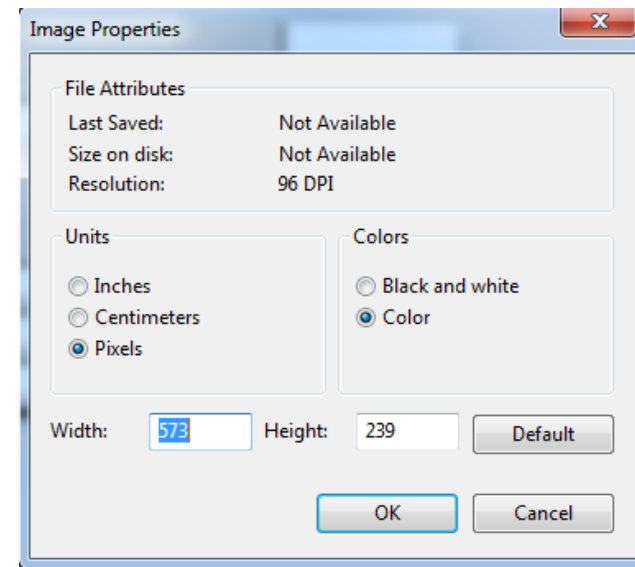 Image Properties
File Attributes
Last Saved: Not Available
Size on disk: Not Available
Resolution: 96 DPI
Units
Inches
Centimeters
Pixels
Colors
Black and white
Color
Width: 573 Height: 239 Default
OK Cancel